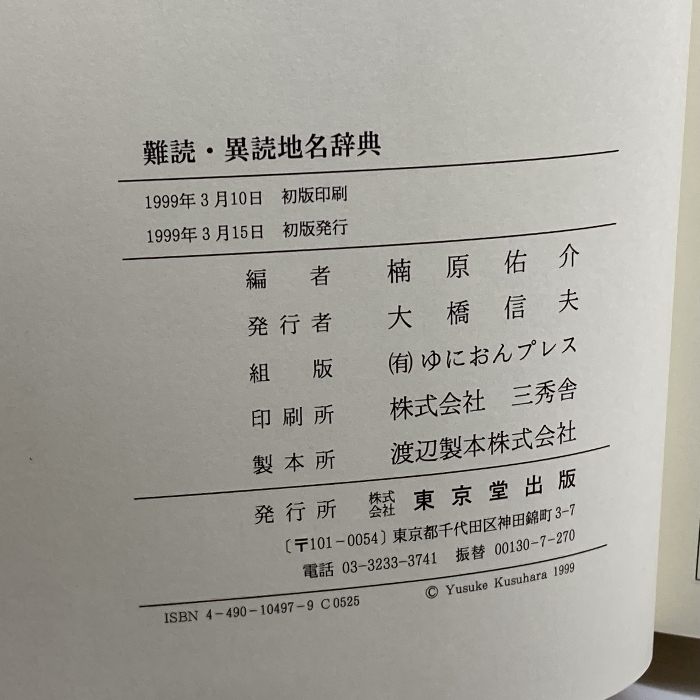 難読・異読地名辞典
1999年3月10日 初版印刷
1999年3月15日 初版発行
編者 楠原佑介
発行者 大橋信夫
組版 ㈲ゆにおんプレス
印刷所 株式会社 三秀舎
製本所 渡辺製本株式会社
発行所 株式会社 東京堂出版
〔〒101-0054〕東京都千代田区神田錦町3-7
電話 03-3233-3741 振替 00130-7-270
ISBN 4-490-10497-9 C0525
© Yusuke Kusuhara 1999